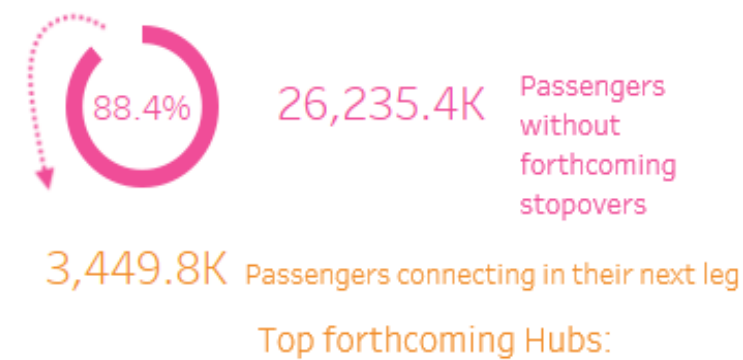 88.4%
26,235.4K
Passengers
without
forthcoming
stopovers
3,449.8K Passengers connecting in their next leg
Top forthcoming Hubs: